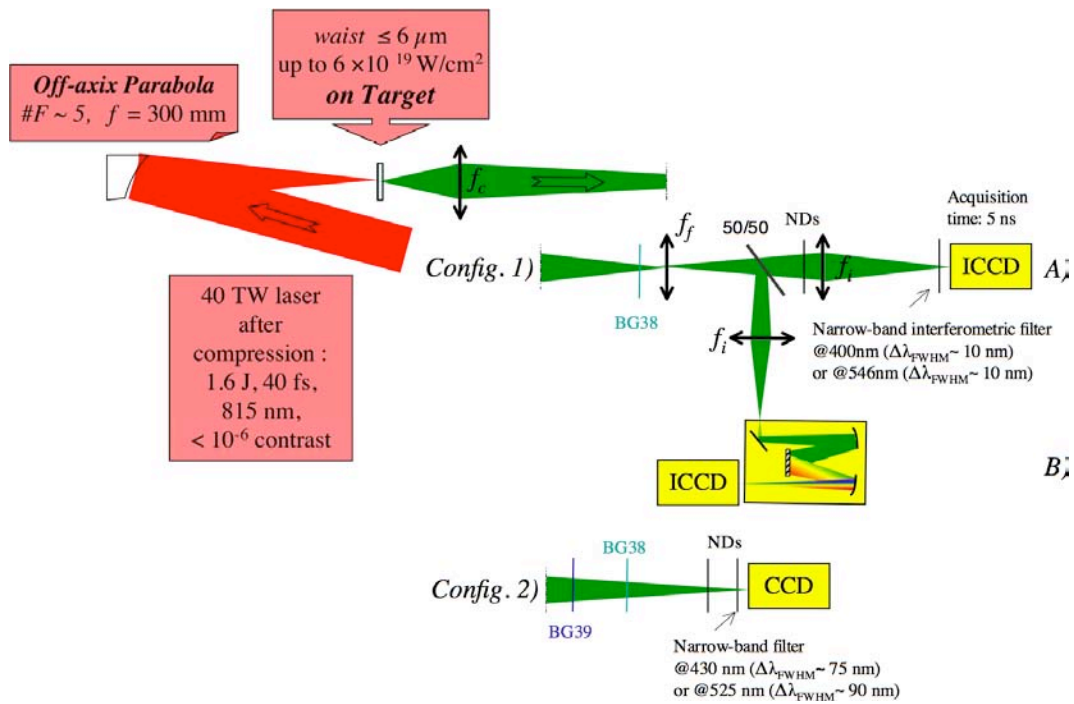 waist ≤ 6 µm
up to 6 ×10 19 W/cm2
on Target
Off-axix Parabola
#F ~ 5, f = 300 mm
fc
40 TW laser
after
compression :
1.6 J, 40 fs,
815 nm,
< 10-6 contrast
Config. 1)
BG38
ff
50/50
NDs
fi
Acquisition
time: 5 ns
ICCD
A)
Narrow-band interferometric filter
@400nm (ΔλFWHM~ 10 nm)
or @546nm (ΔλFWHM~ 10 nm)
fi
ICCD
B)
Config. 2)
BG39
BG38
NDs
CCD
Narrow-band filter
@430 nm (ΔλFWHM~ 75 nm)
or @525 nm (ΔλFWHM~ 90 nm)